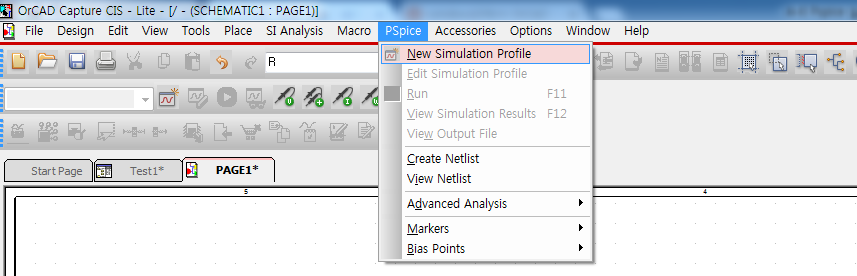 OrCAD Capture CIS - Lite - [/ - (SCHEMATIC1 : PAGE1)]
File Design Edit View Tools Place SI Analysis Macro PSpice Accessories Options Window Help
R
New Simulation Profile
Edit Simulation Profile
Run F11
View Simulation Results F12
View Output File
Create Netlist
View Netlist
Advanced Analysis
Markers
Bias Points
Start Page Test1* PAGE1*
5 4